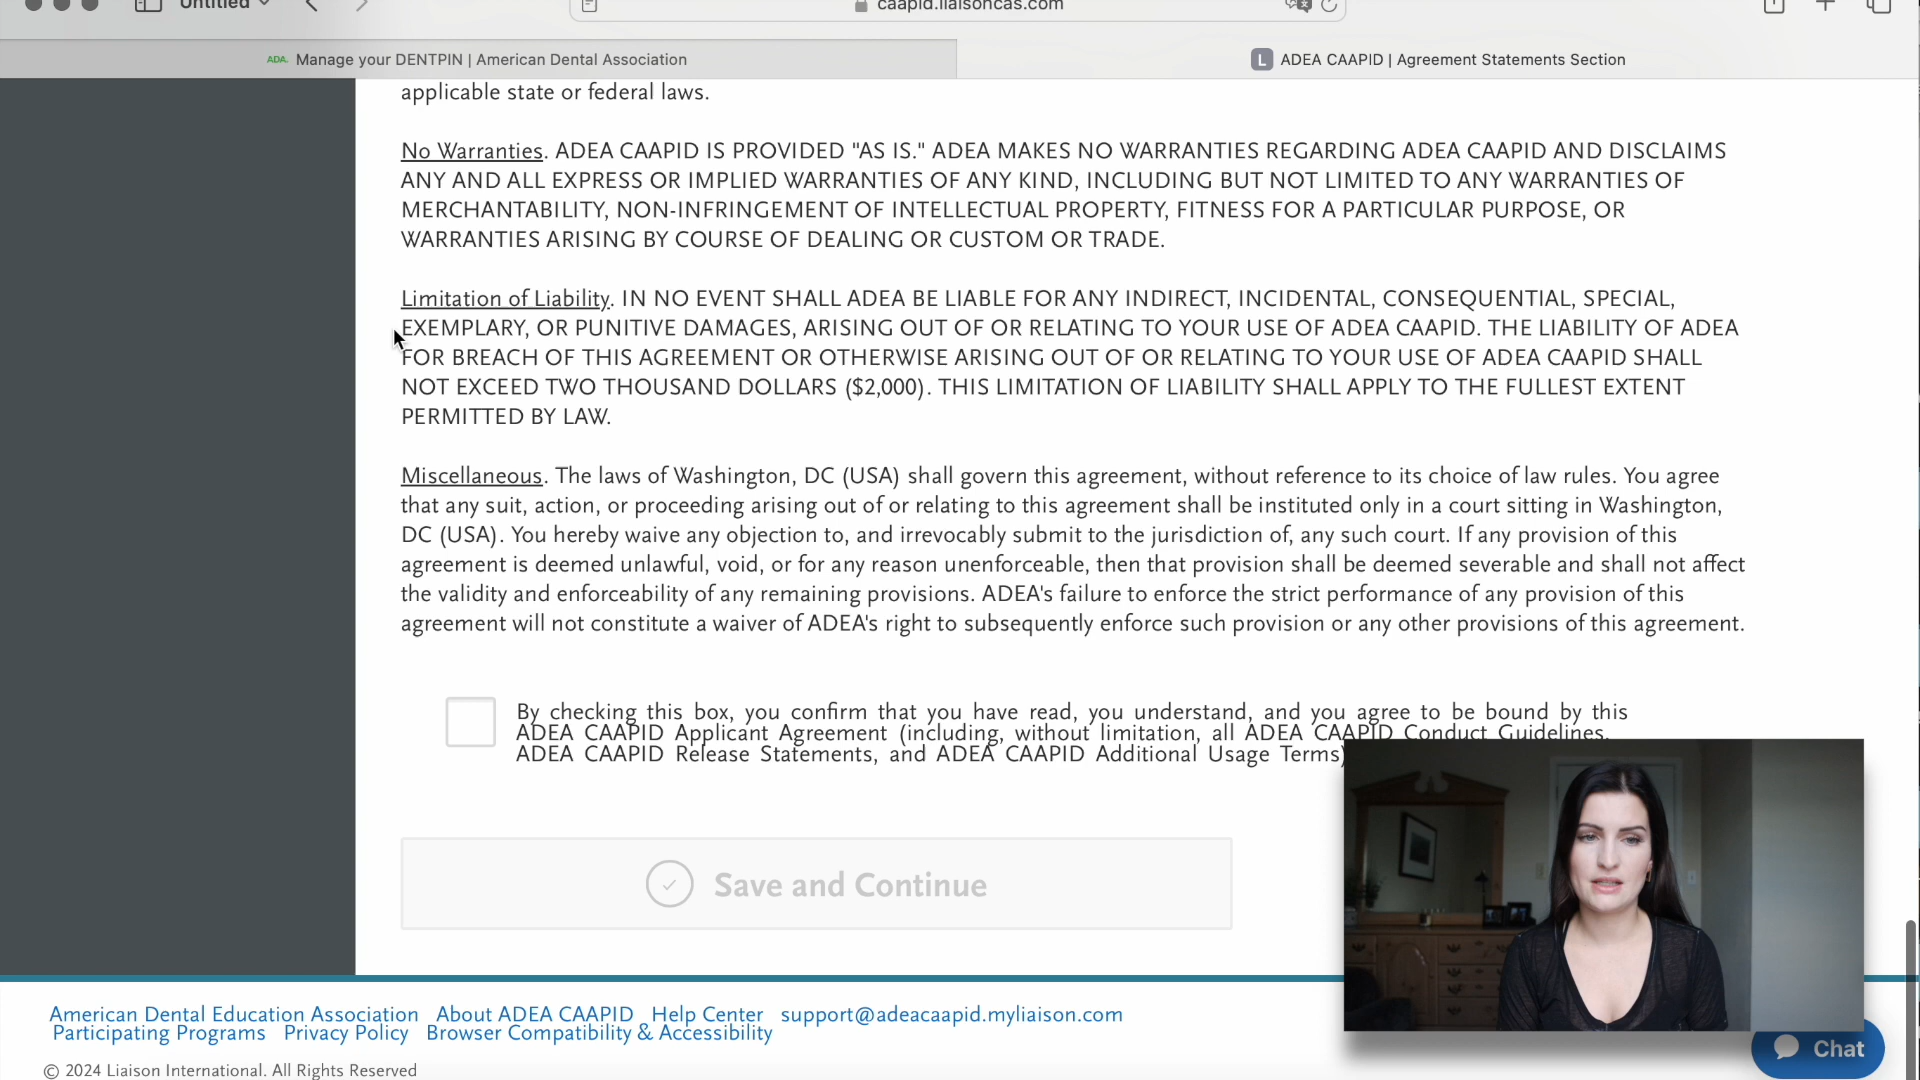 Untitled
caapid.liaisoncas.com
ADA. Manage your DENTPIN | American Dental Association
L ADEA CAAPID | Agreement Statements Section
applicable state or federal laws.
No Warranties. ADEA CAAPID IS PROVIDED "AS IS." ADEA MAKES NO WARRANTIES REGARDING ADEA CAAPID AND DISCLAIMS
ANY AND ALL EXPRESS OR IMPLIED WARRANTIES OF ANY KIND, INCLUDING BUT NOT LIMITED TO ANY WARRANTIES OF
MERCHANTABILITY, NON-INFRINGEMENT OF INTELLECTUAL PROPERTY, FITNESS FOR A PARTICULAR PURPOSE, OR
WARRANTIES ARISING BY COURSE OF DEALING OR CUSTOM OR TRADE.
Limitation of Liability. IN NO EVENT SHALL ADEA BE LIABLE FOR ANY INDIRECT, INCIDENTAL, CONSEQUENTIAL, SPECIAL,
EXEMPLARY, OR PUNITIVE DAMAGES, ARISING OUT OF OR RELATING TO YOUR USE OF ADEA CAAPID. THE LIABILITY OF ADEA
FOR BREACH OF THIS AGREEMENT OR OTHERWISE ARISING OUT OF OR RELATING TO YOUR USE OF ADEA CAAPID SHALL
NOT EXCEED TWO THOUSAND DOLLARS ($2,000). THIS LIMITATION OF LIABILITY SHALL APPLY TO THE FULLEST EXTENT
PERMITTED BY LAW.
Miscellaneous. The laws of Washington, DC (USA) shall govern this agreement, without reference to its choice of law rules. You agree
that any suit, action, or proceeding arising out of or relating to this agreement shall be instituted only in a court sitting in Washington,
DC (USA). You hereby waive any objection to, and irrevocably submit to the jurisdiction of, any such court. If any provision of this
agreement is deemed unlawful, void, or for any reason unenforceable, then that provision shall be deemed severable and shall not affect
the validity and enforceability of any remaining provisions. ADEA's failure to enforce the strict performance of any provision of this
agreement will not constitute a waiver of ADEA's right to subsequently enforce such provision or any other provisions of this agreement.
By checking this box, you confirm that you have read, you understand, and you agree to be bound by this
ADEA CAAPID Applicant Agreement (including, without limitation, all ADEA CAAPID Conduct Guidelines,
ADEA CAAPID Release Statements, and ADEA CAAPID Additional Usage Terms)
Save and Continue
American Dental Education Association About ADEA CAAPID Help Center support@adeacaapid.myliaison.com
Participating Programs Privacy Policy Browser Compatibility & Accessibility
Chat
© 2024 Liaison International. All Rights Reserved